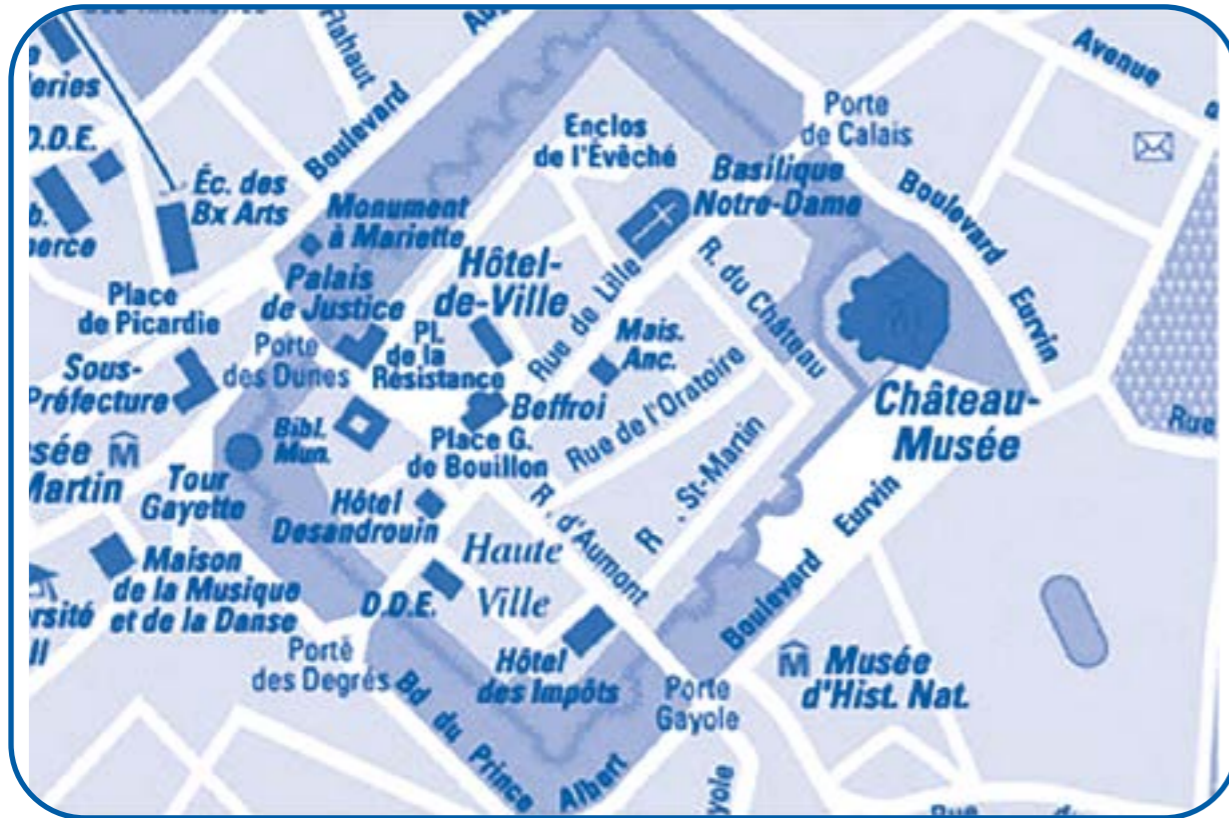 Flahaut
Boulevard
Avenue
Porte
de Calais
Enclos
de l'Évêché
D.D.E.
Éc. des
Bx Arts
Basilique
Notre-Dame
Boulevard
Eurvin
Monument
à Mariette
Hôtel-
de-Ville
Palais
de Justice
Place
de Picardie
Rue de Lille
R. du Château
Mais.
Anc.
Pl.
de la
Résistance
Porte
des Dunes
Sous-
Préfecture
Beffroi
Rue de l'Oratoire
Château-
Musée
Rue
Bibl.
Mun.
Place G.
de Bouillon
R. St-Martin
Martin
Tour
Gayette
Hôtel
Desandrouin
R. d'Aumont
Boulevard Eurvin
Haute
Ville
Maison
de la Musique
et de la Danse
D.D.E.
Porte
des Degrés
Hôtel
des Impôts
Porte
Gayole
Musée
d'Hist. Nat.
Bd du Prince Albert
Rue du